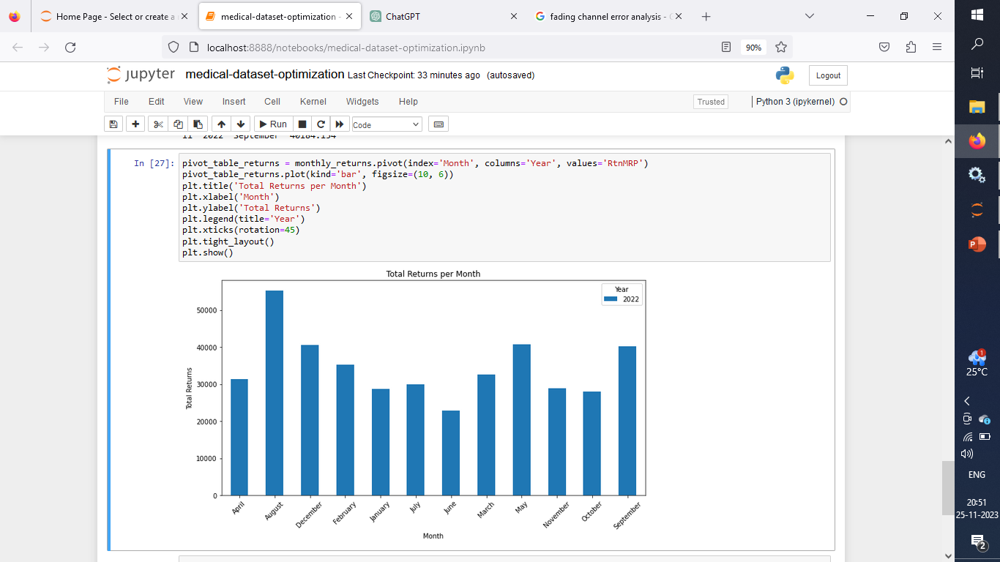 Home Page - Select or create a
medical-dataset-optimization -
ChatGPT
fading channel error analysis -
localhost:8888/notebooks/medical-dataset-optimization.ipynb
90%
jupyter medical-dataset-optimization Last Checkpoint: 33 minutes ago (autosaved)
Logout
File Edit View Insert Cell Kernel Widgets Help
Trusted
Python 3 (ipykernel)
Run
Code
11 2022 September 40184.154
In [27]:
pivot_table_returns = monthly_returns.pivot(index='Month', columns='Year', values='RtnMRP')
pivot_table_returns.plot(kind='bar', figsize=(10, 6))
plt.title('Total Returns per Month')
plt.xlabel('Month')
plt.ylabel('Total Returns')
plt.legend(title='Year')
plt.xticks(rotation=45)
plt.tight_layout()
plt.show()
Total Returns per Month
Year
2022
50000
40000
30000
20000
10000
0
Total Returns
April August December February January July June March May November October September
Month
P
1
25°C
ENG
20:51
25-11-2023
2